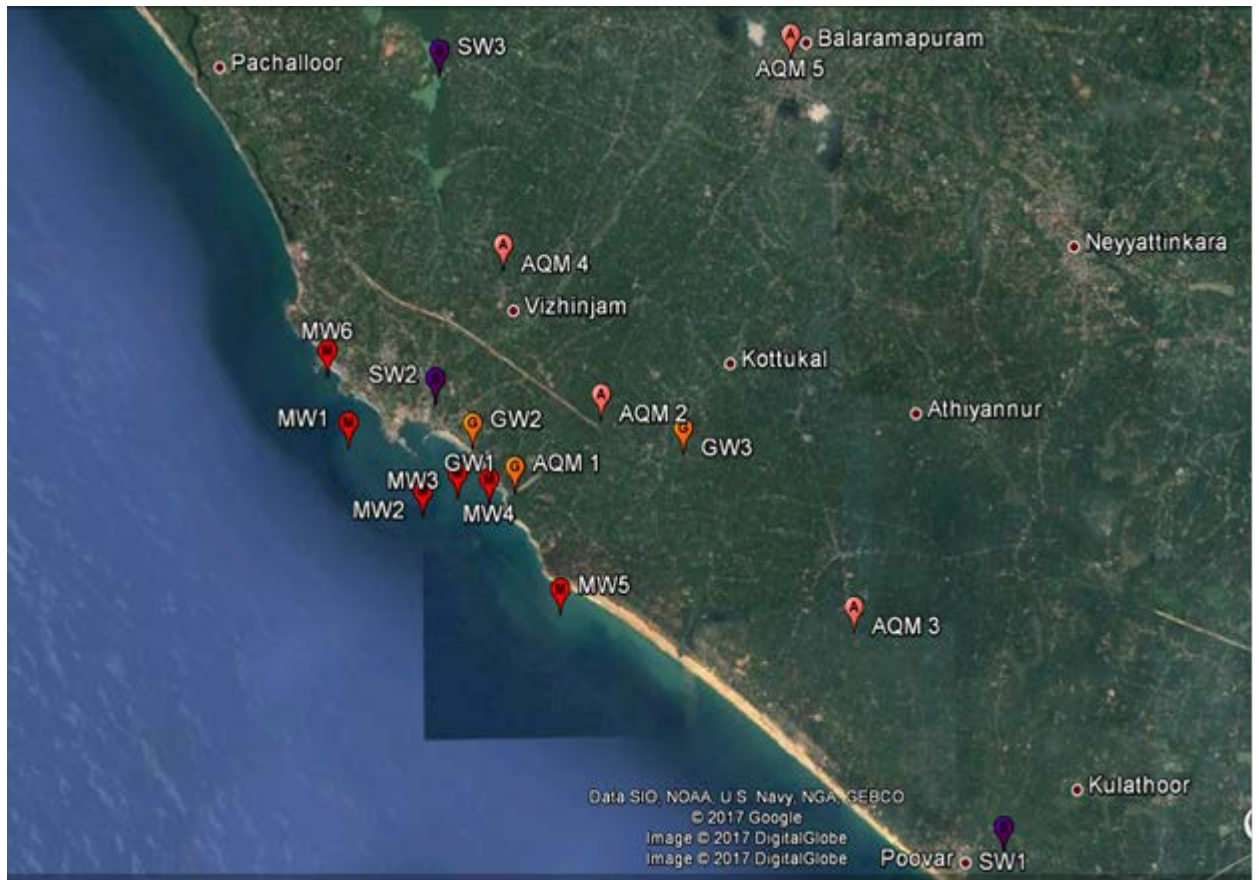 SW3
A
Balaramapuram
Pachalloor
AQM 5
Neyyattinkara
A
AQM 4
Vizhinjam
MW6
M
Kottukal
SW2
A
AQM 2
Athiyannur
MW1
M
G
GW2
G
GW3
GW1
G
AQM 1
MW3
M
MW2
MW4
M
MW5
A
AQM 3
Kulathoor
Data SIO, NOAA, U.S. Navy, NGA, GEBCO
© 2017 Google
Image © 2017 DigitalGlobe
Image © 2017 DigitalGlobe
Poovar
SW1